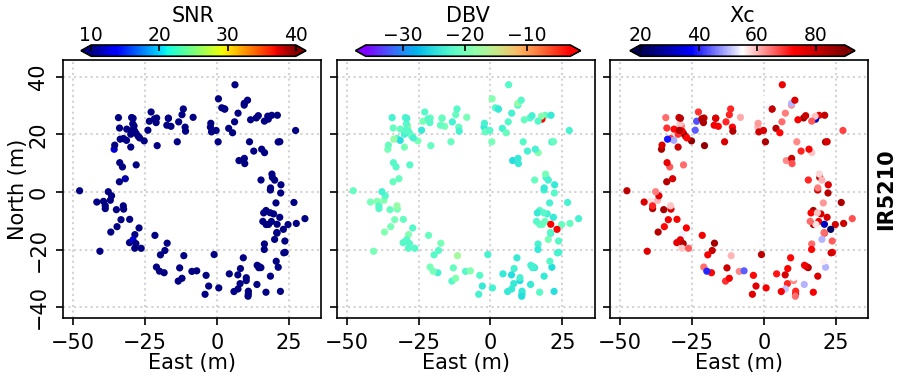 SNR DBV Xc
10 20 30 40 −30 −20 −10 20 40 60 80
40
20
0
−20
−40
North (m)
−50 −25 0 25 −50 −25 0 25 −50 −25 0 25
East (m) East (m) East (m)
IR5210